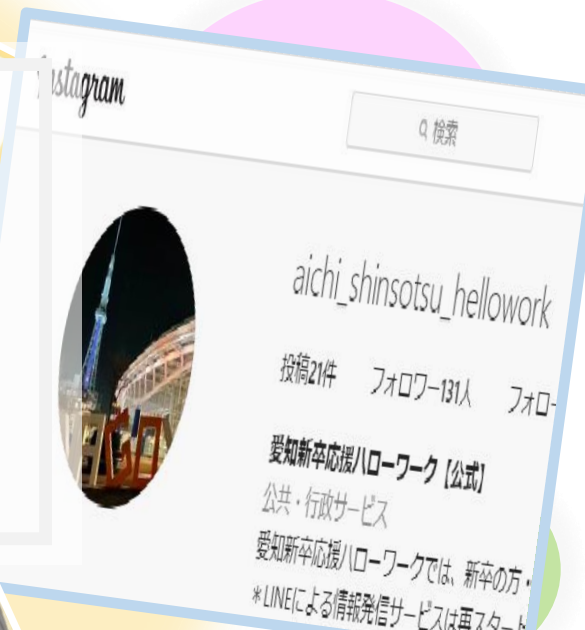 Instagram
検索
aichi_shinsotsu_hellowork
投稿21件 フォロワー131人 フォロー
愛知新卒応援ハローワーク【公式】
公共・行政サービス
愛知新卒応援ハローワークでは、新卒の方・
*LINEによる情報発信サービスは再スタート